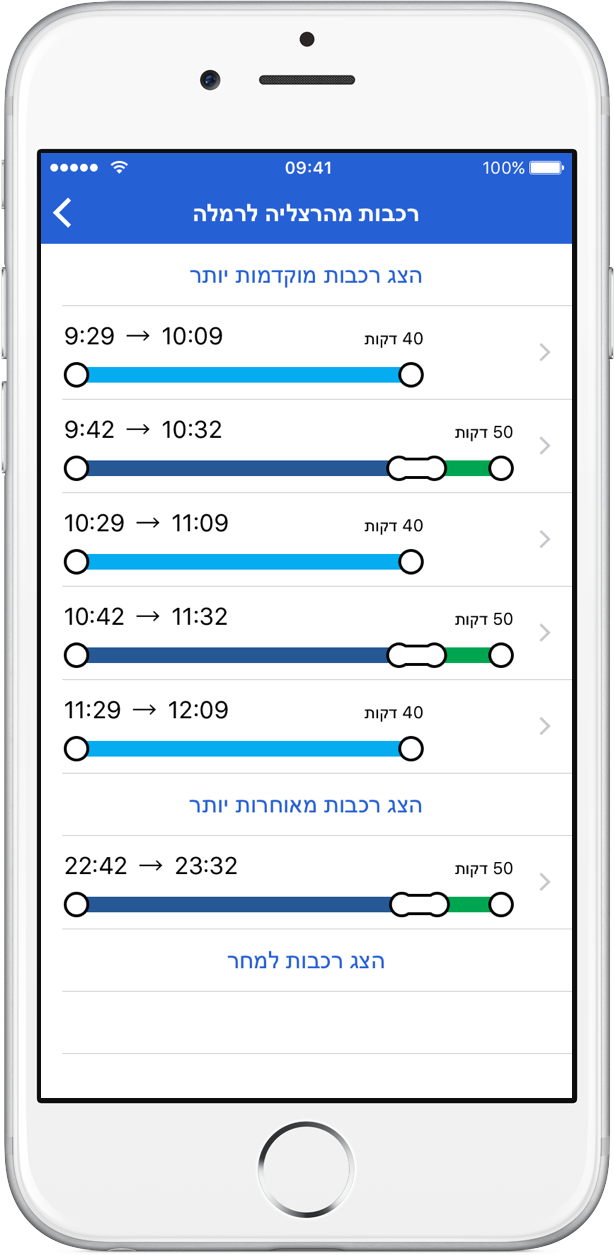 09:41 100%
רכבות מהרצליה לרמלה
הצג רכבות מוקדמות יותר
9:29 → 10:09 40 דקות
9:42 → 10:32 50 דקות
10:29 → 11:09 40 דקות
10:42 → 11:32 50 דקות
11:29 → 12:09 40 דקות
הצג רכבות מאוחרות יותר
22:42 → 23:32 50 דקות
הצג רכבות למחר